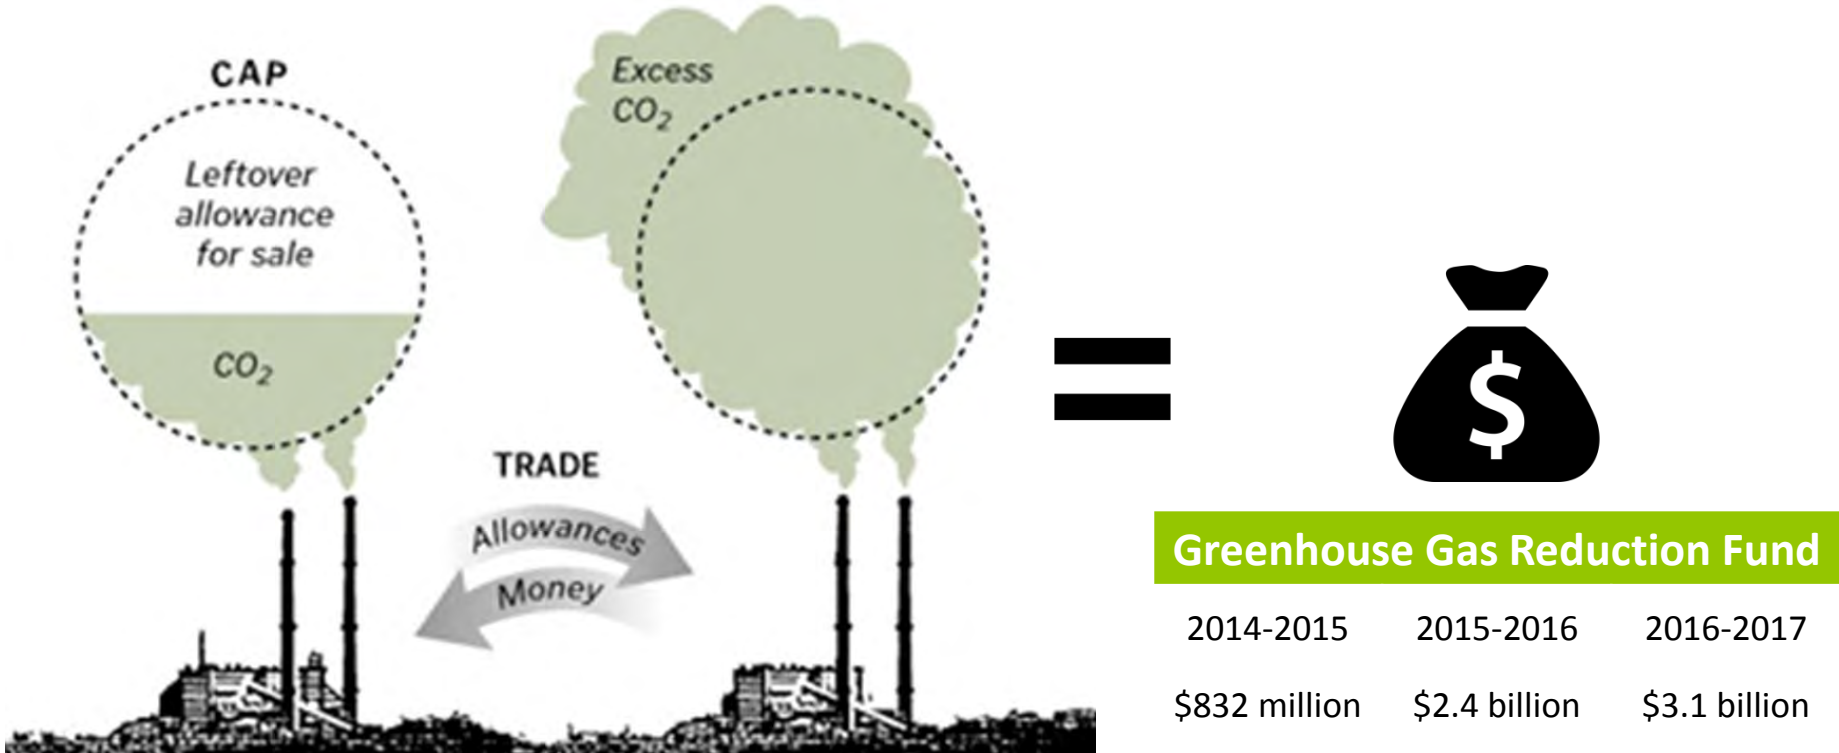 CAP
Leftover
allowance
for sale
CO₂
Excess
CO₂
TRADE
Allowances
Money
$
Greenhouse Gas Reduction Fund
2014-2015 2015-2016 2016-2017
$832 million $2.4 billion $3.1 billion